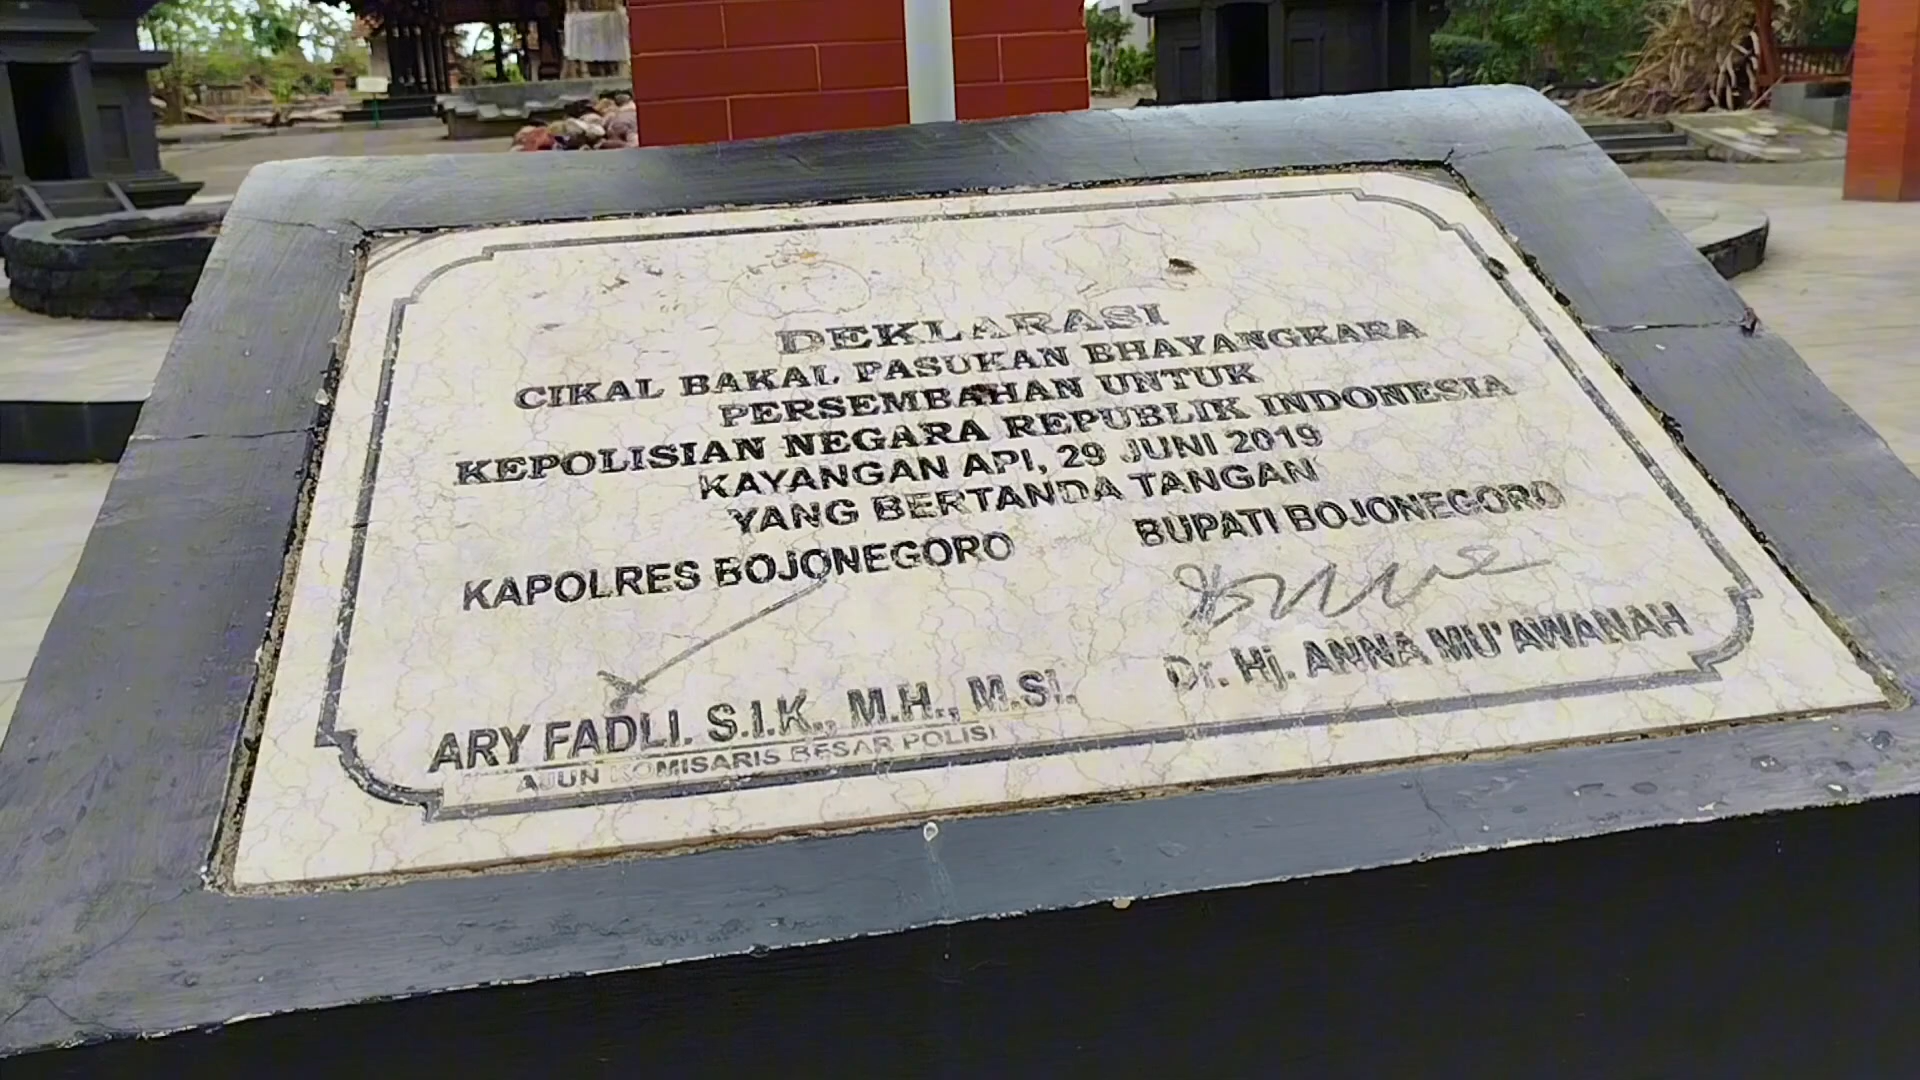 DEKLARASI
CIKAL BAKAL PASUKAN BHAYANGKARA
PERSEMBAHAN UNTUK
KEPOLISIAN NEGARA REPUBLIK INDONESIA
KAYANGAN API, 29 JUNI 2019
YANG BERTANDA TANGAN
KAPOLRES BOJONEGORO
ARY FADLI. S.I.K., M.H., M.SI.
AJUN KOMISARIS BESAR POLISI
BUPATI BOJONEGORO
Dr. Hj. ANNA MU'AWANAH